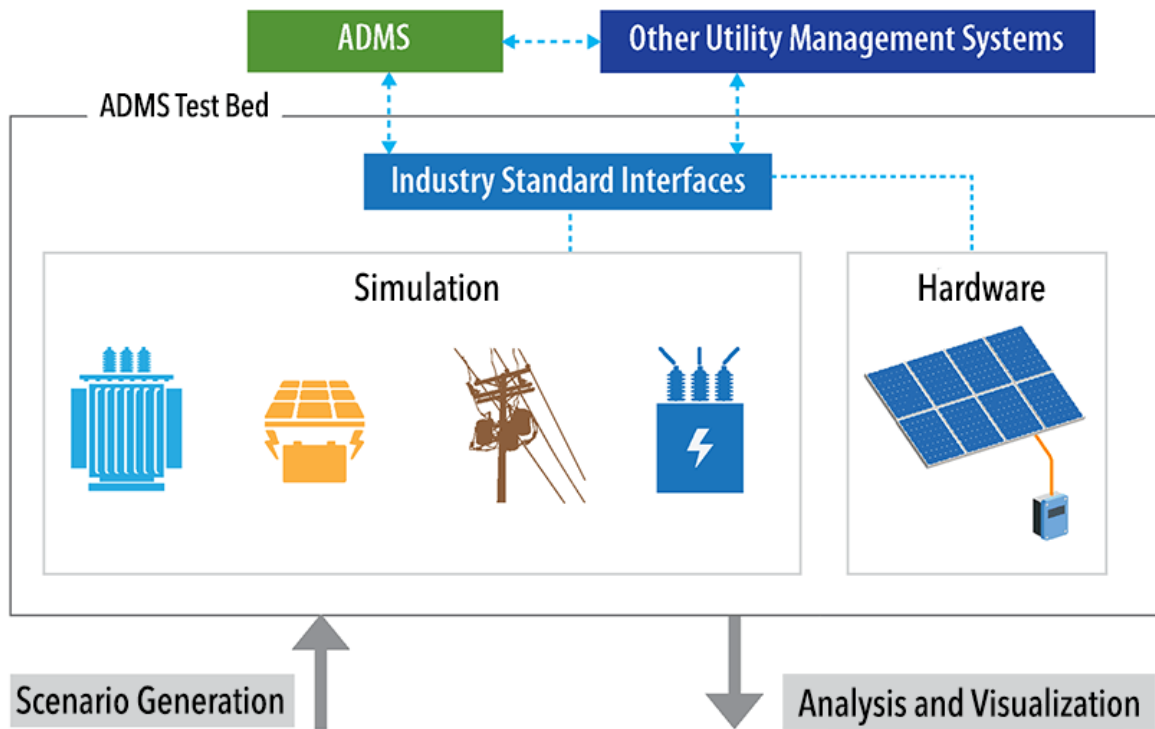 ADMS
Other Utility Management Systems
ADMS Test Bed
Industry Standard Interfaces
Simulation
Hardware
Scenario Generation
Analysis and Visualization